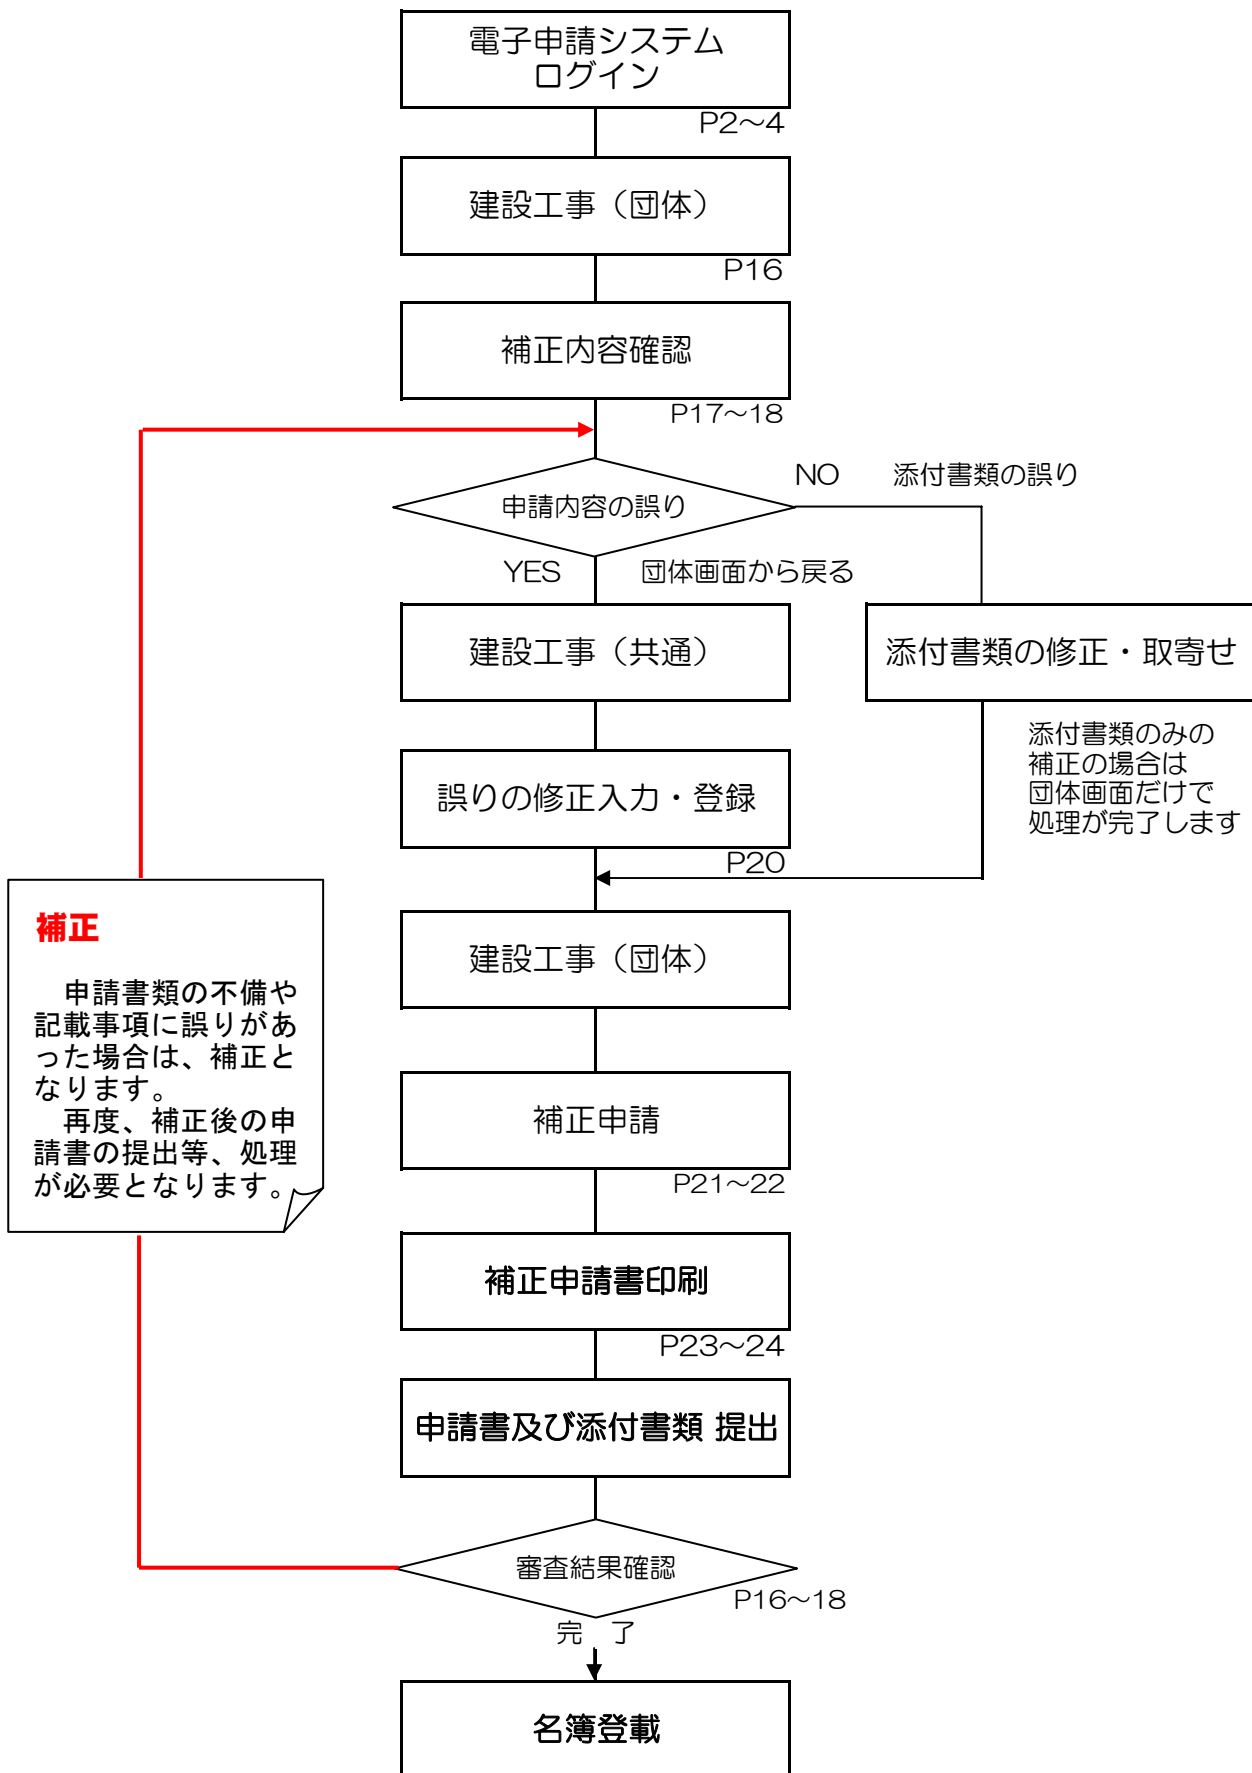 電子申請システム
ログイン
P2～4
建設工事（団体）
P16
補正内容確認
P17～18
申請内容の誤り
NO　添付書類の誤り
YES　団体画面から戻る
建設工事（共通）
添付書類の修正・取寄せ
添付書類のみの
補正の場合は
団体画面だけで
処理が完了します
誤りの修正入力・登録
P20
建設工事（団体）
補正申請
P21～22
補正
申請書類の不備や
記載事項に誤りがあ
った場合は、補正と
なります。
再度、補正後の申
請書の提出等、処理
が必要となります。
補正申請書印刷
P23～24
申請書及び添付書類 提出
審査結果確認
P16～18
完　了
名簿登載